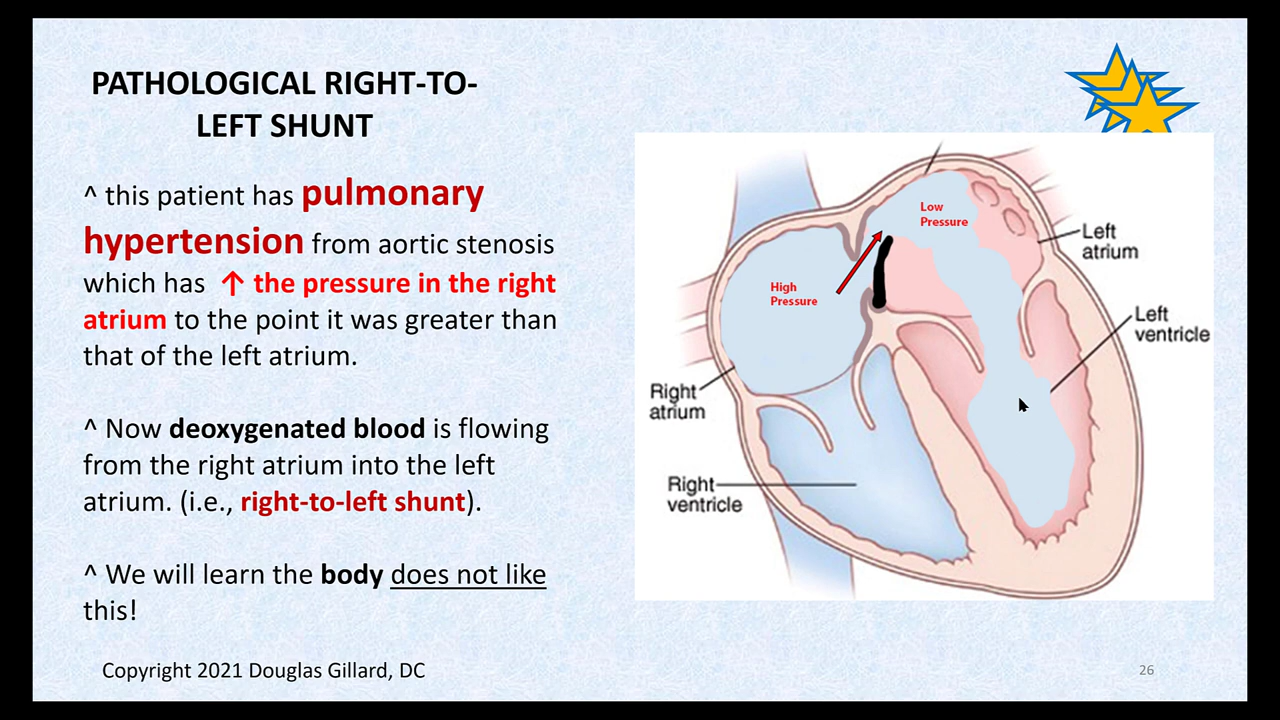 PATHOLOGICAL RIGHT-TO-
LEFT SHUNT
^ this patient has pulmonary
hypertension from aortic stenosis
which has ↑ the pressure in the right
atrium to the point it was greater than
that of the left atrium.
^ Now deoxygenated blood is flowing
from the right atrium into the left
atrium. (i.e., right-to-left shunt).
^ We will learn the body does not like
this!
Copyright 2021 Douglas Gillard, DC
Low
Pressure
High
Pressure
Left
atrium
Left
ventricle
Right
atrium
Right
ventricle
26